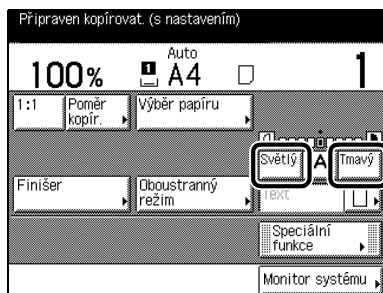 Připraven kopírovat. (s nastavením)
Auto
100% 1 A4 1
1:1 Poměr kopír. Výběr papíru
Světlý A Tmavý
Finišer Oboustranný režim Text
Speciální funkce
Monitor systému